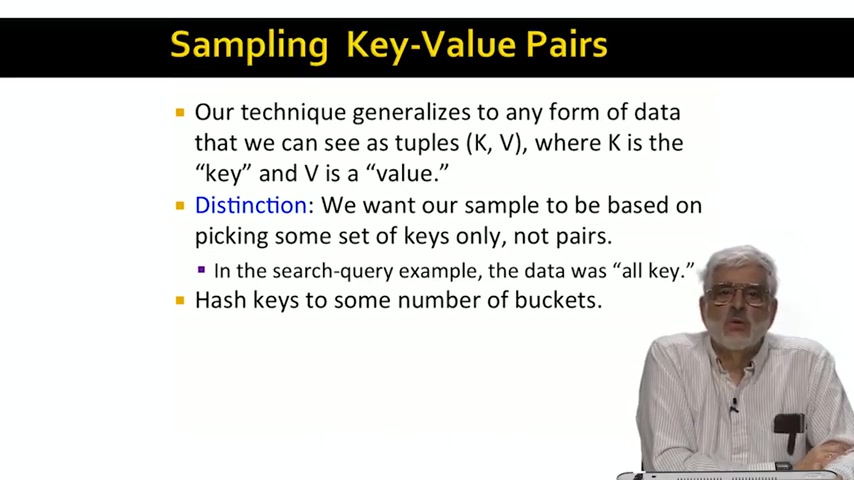 Sampling Key-Value Pairs
Our technique generalizes to any form of data
that we can see as tuples (K, V), where K is the
“key” and V is a “value.”
Distinction: We want our sample to be based on
picking some set of keys only, not pairs.
In the search-query example, the data was “all key.”
Hash keys to some number of buckets.